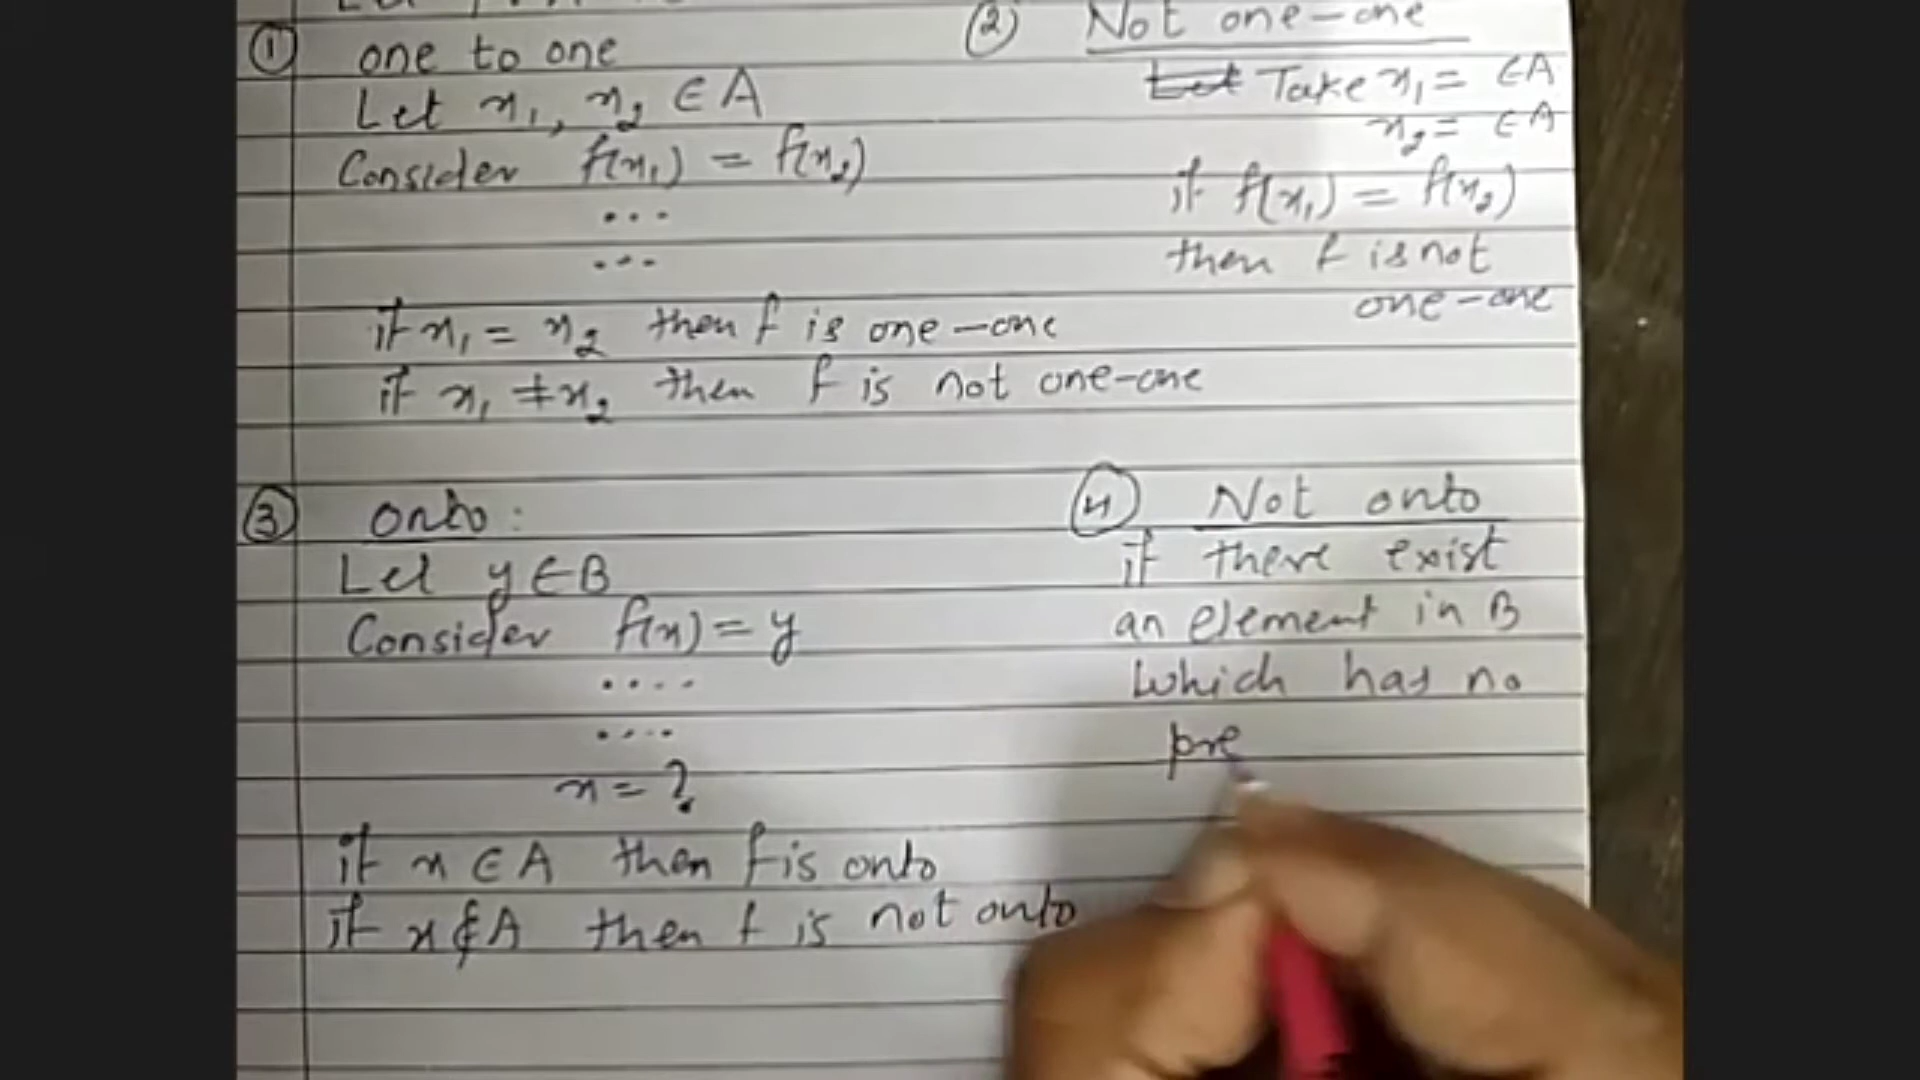 ① one to one
Let x₁, x₂ ∈ A
Consider f(x₁) = f(x₂)
...
...
if x₁ = x₂ then f is one-one
if x₁ ≠ x₂ then f is not one-one
② Not one-one
Let Take x₁ = ∈A
x₂ = ∈A
if f(x₁) = f(x₂)
then f is not
one-one
③ onto:
Let y ∈ B
Consider f(x) = y
....
....
x = ?
if x ∈ A then f is onto
if x ∉ A then f is not onto
④ Not onto
if there exist
an element in B
which has no
pre